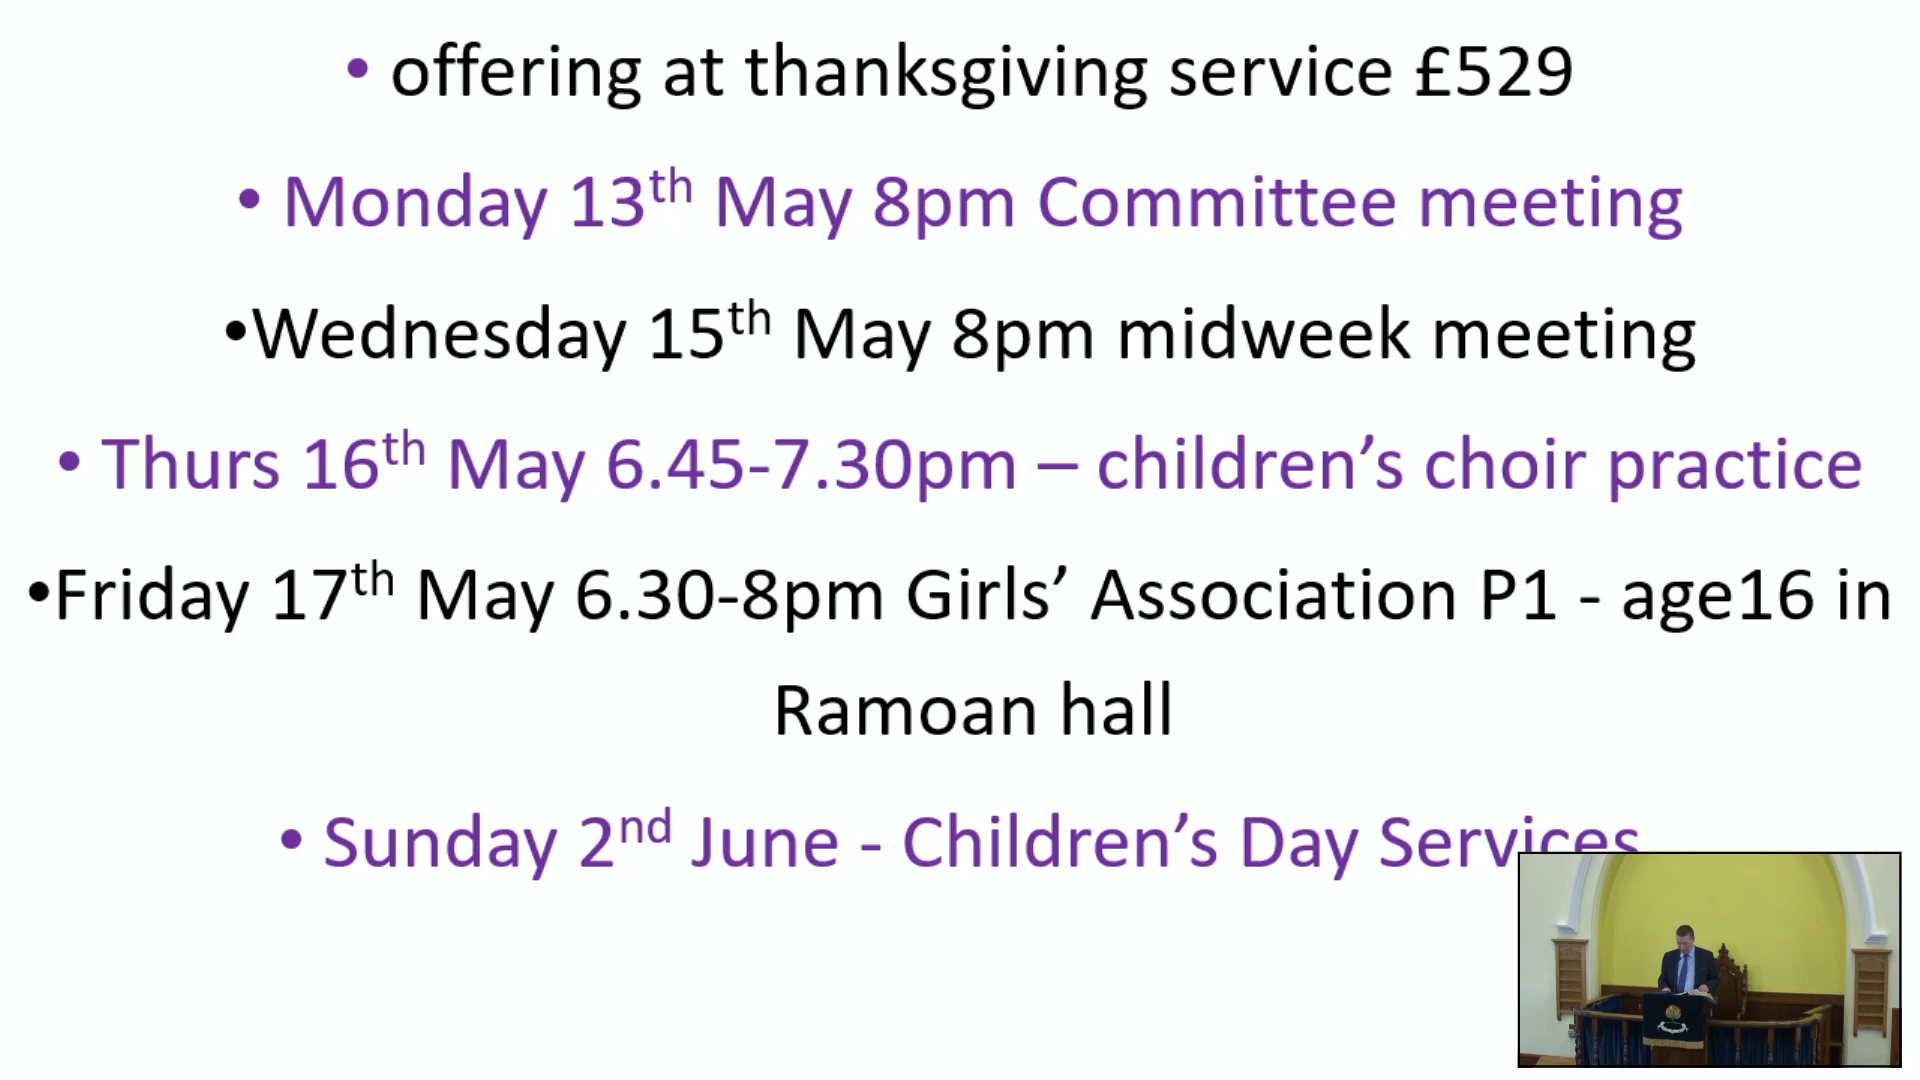 • offering at thanksgiving service £529
• Monday 13th May 8pm Committee meeting
•Wednesday 15th May 8pm midweek meeting
• Thurs 16th May 6.45-7.30pm – children’s choir practice
•Friday 17th May 6.30-8pm Girls’ Association P1 - age16 in
Ramoan hall
• Sunday 2nd June - Children’s Day Services